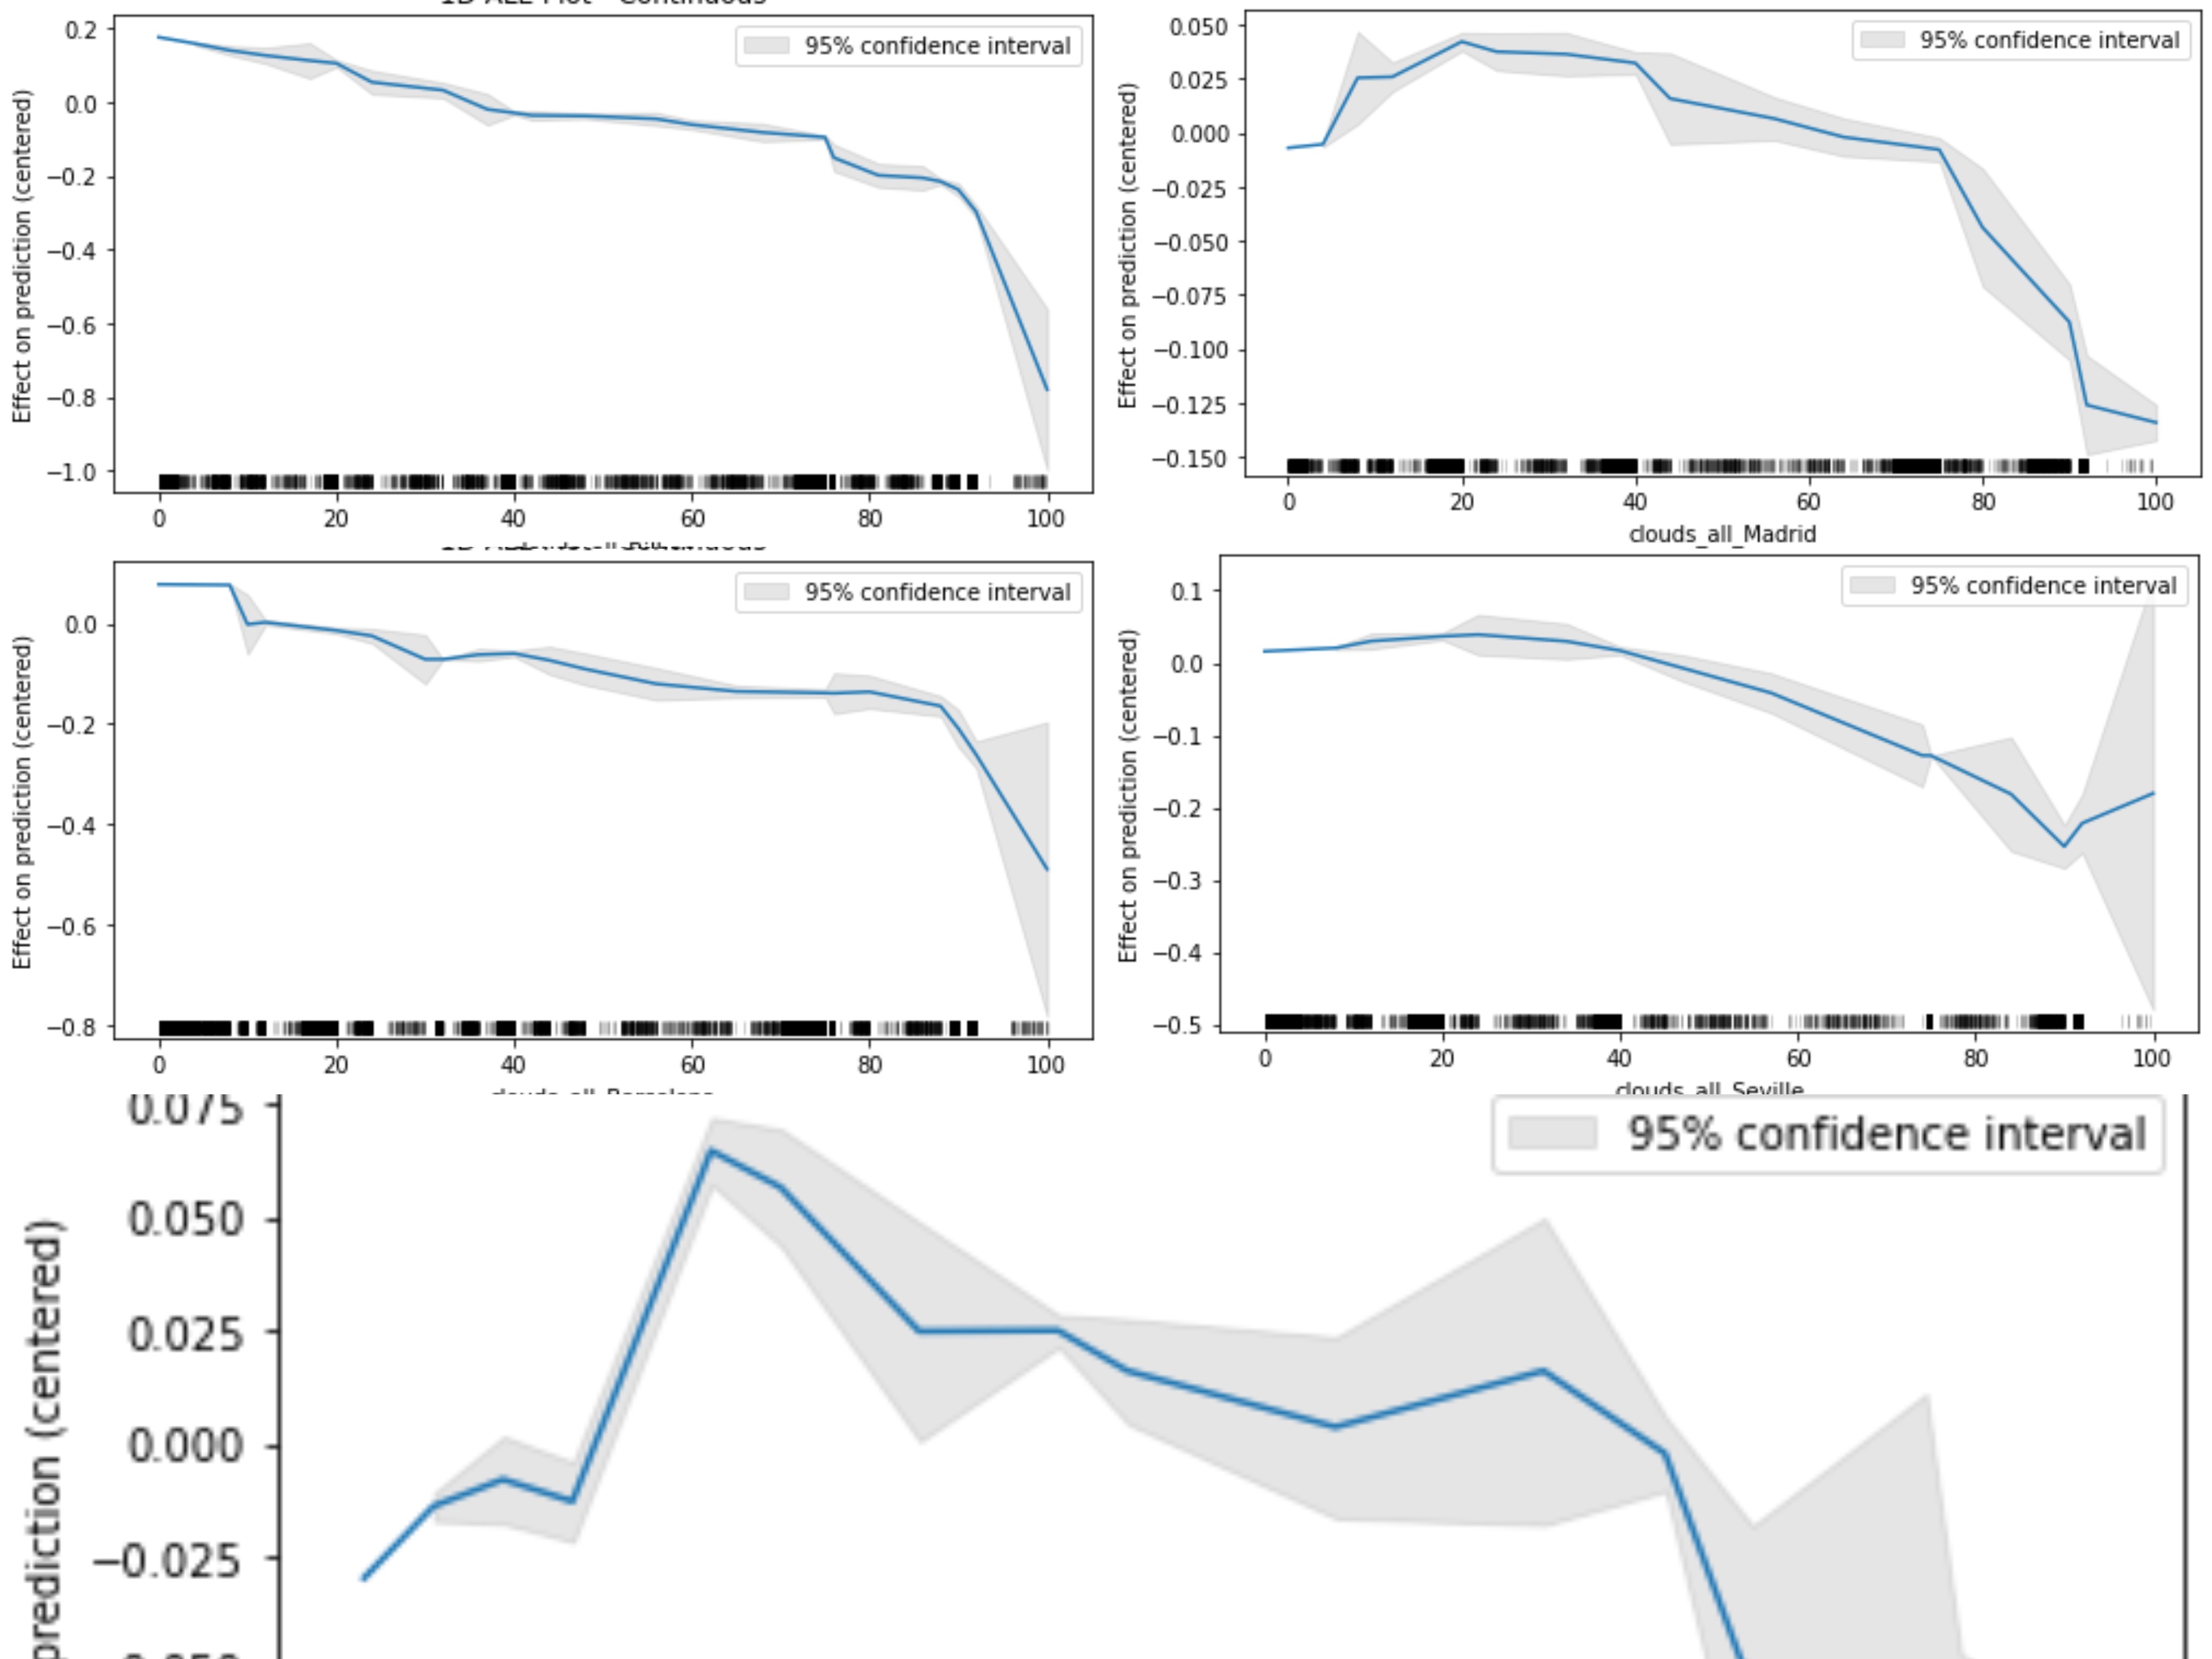 1D ALE Plot - Continuous
95% confidence interval
Effect on prediction (centered)
0.2
0.0
−0.2
−0.4
−0.6
−0.8
−1.0
0 20 40 60 80 100
95% confidence interval
Effect on prediction (centered)
0.050
0.025
0.000
−0.025
−0.050
−0.075
−0.100
−0.125
−0.150
0 20 40 60 80 100
clouds_all_Madrid
95% confidence interval
Effect on prediction (centered)
0.0
−0.2
−0.4
−0.6
−0.8
0 20 40 60 80 100
clouds_all_Barcelona
95% confidence interval
Effect on prediction (centered)
0.1
0.0
−0.1
−0.2
−0.3
−0.4
−0.5
0 20 40 60 80 100
clouds_all_Seville
95% confidence interval
prediction (centered)
0.075
0.050
0.025
0.000
−0.025